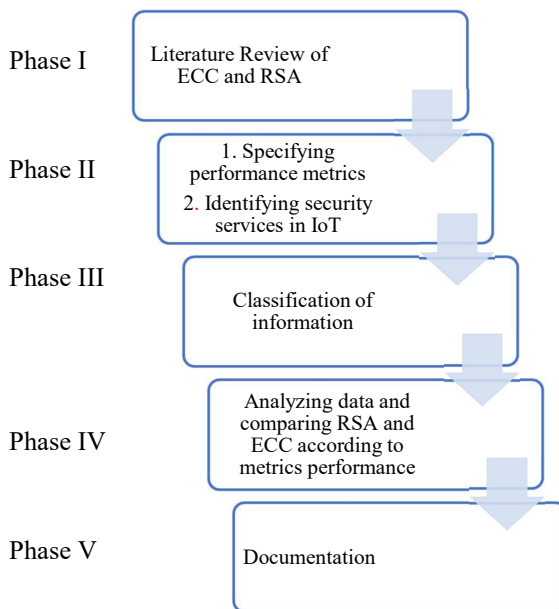 Phase I
Literature Review of
ECC and RSA
Phase II
1. Specifying
performance metrics
2. Identifying security
services in IoT
Phase III
Classification of
information
Phase IV
Analyzing data and
comparing RSA and
ECC according to
metrics performance
Phase V
Documentation